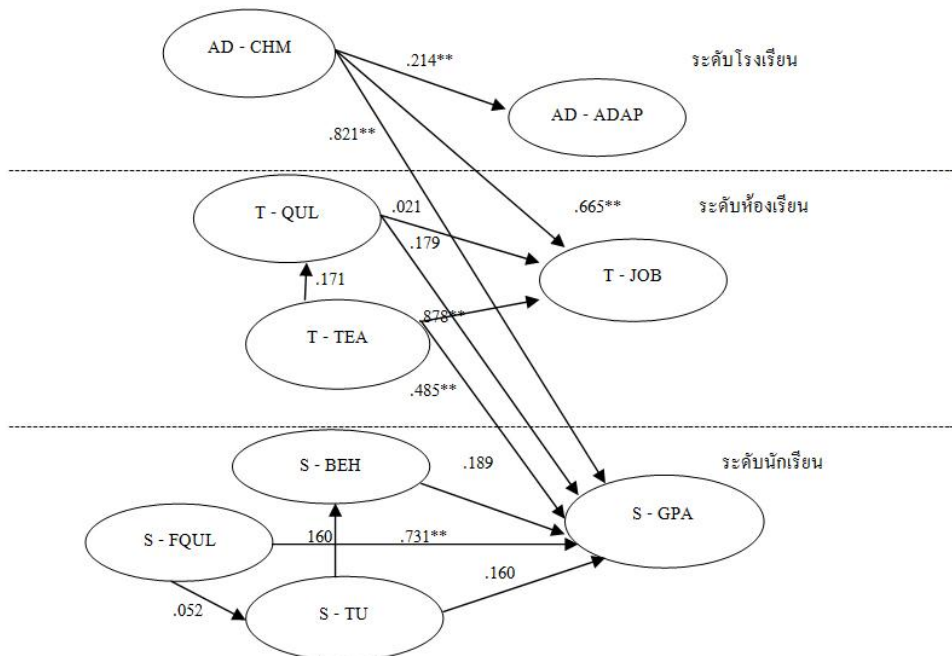 AD - CHM
.214**
ระดับโรงเรียน
AD - ADAP
.821**
T - QUL
.021
.665**
ระดับห้องเรียน
.179
.171
T - JOB
T - TEA
.878**
.485**
S - BEH
.189
ระดับนักเรียน
S - GPA
S - FQUL
160
.731**
.160
.052
S - TU